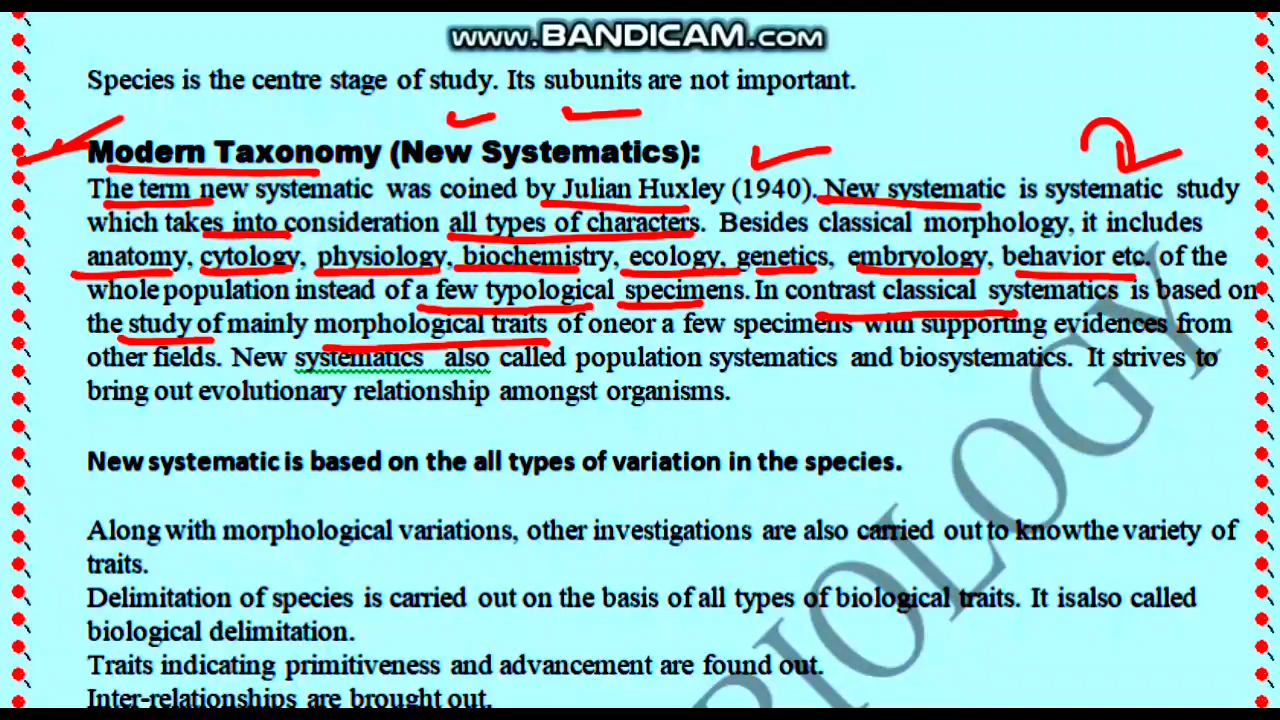 www.BANDICAM.com
Species is the centre stage of study. Its subunits are not important.
Modern Taxonomy (New Systematics):
The term new systematic was coined by Julian Huxley (1940). New systematic is systematic study
which takes into consideration all types of characters. Besides classical morphology, it includes
anatomy, cytology, physiology, biochemistry, ecology, genetics, embryology, behavior etc. of the
whole population instead of a few typological specimens. In contrast classical systematics is based on
the study of mainly morphological traits of oneor a few specimens with supporting evidences from
other fields. New systematics also called population systematics and biosystematics. It strives to
bring out evolutionary relationship amongst organisms.
New systematic is based on the all types of variation in the species.
Along with morphological variations, other investigations are also carried out to knowthe variety of
traits.
Delimitation of species is carried out on the basis of all types of biological traits. It isalso called
biological delimitation.
Traits indicating primitiveness and advancement are found out.
Inter-relationships are brought out.
BIOLOGY